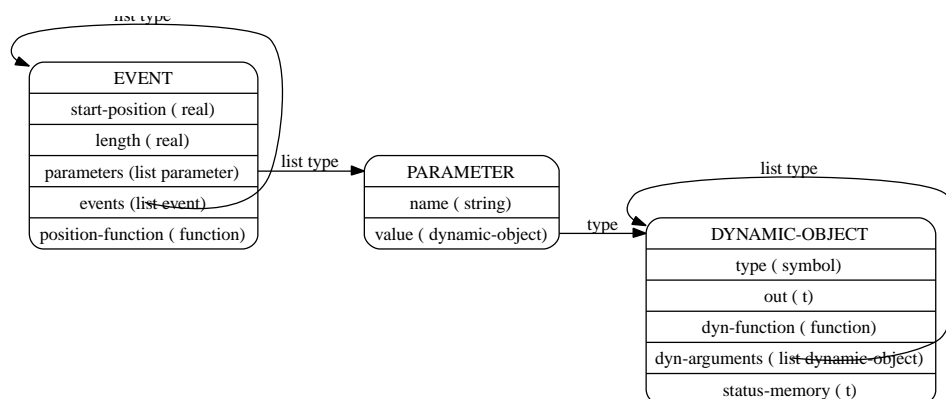 list type
EVENT
start-position ( real)
length ( real)
parameters (list parameter)
events (list event)
position-function ( function)
list type
PARAMETER
name ( string)
value ( dynamic-object)
type
list type
DYNAMIC-OBJECT
type ( symbol)
out ( t)
dyn-function ( function)
dyn-arguments ( list dynamic-object)
status-memory ( t)